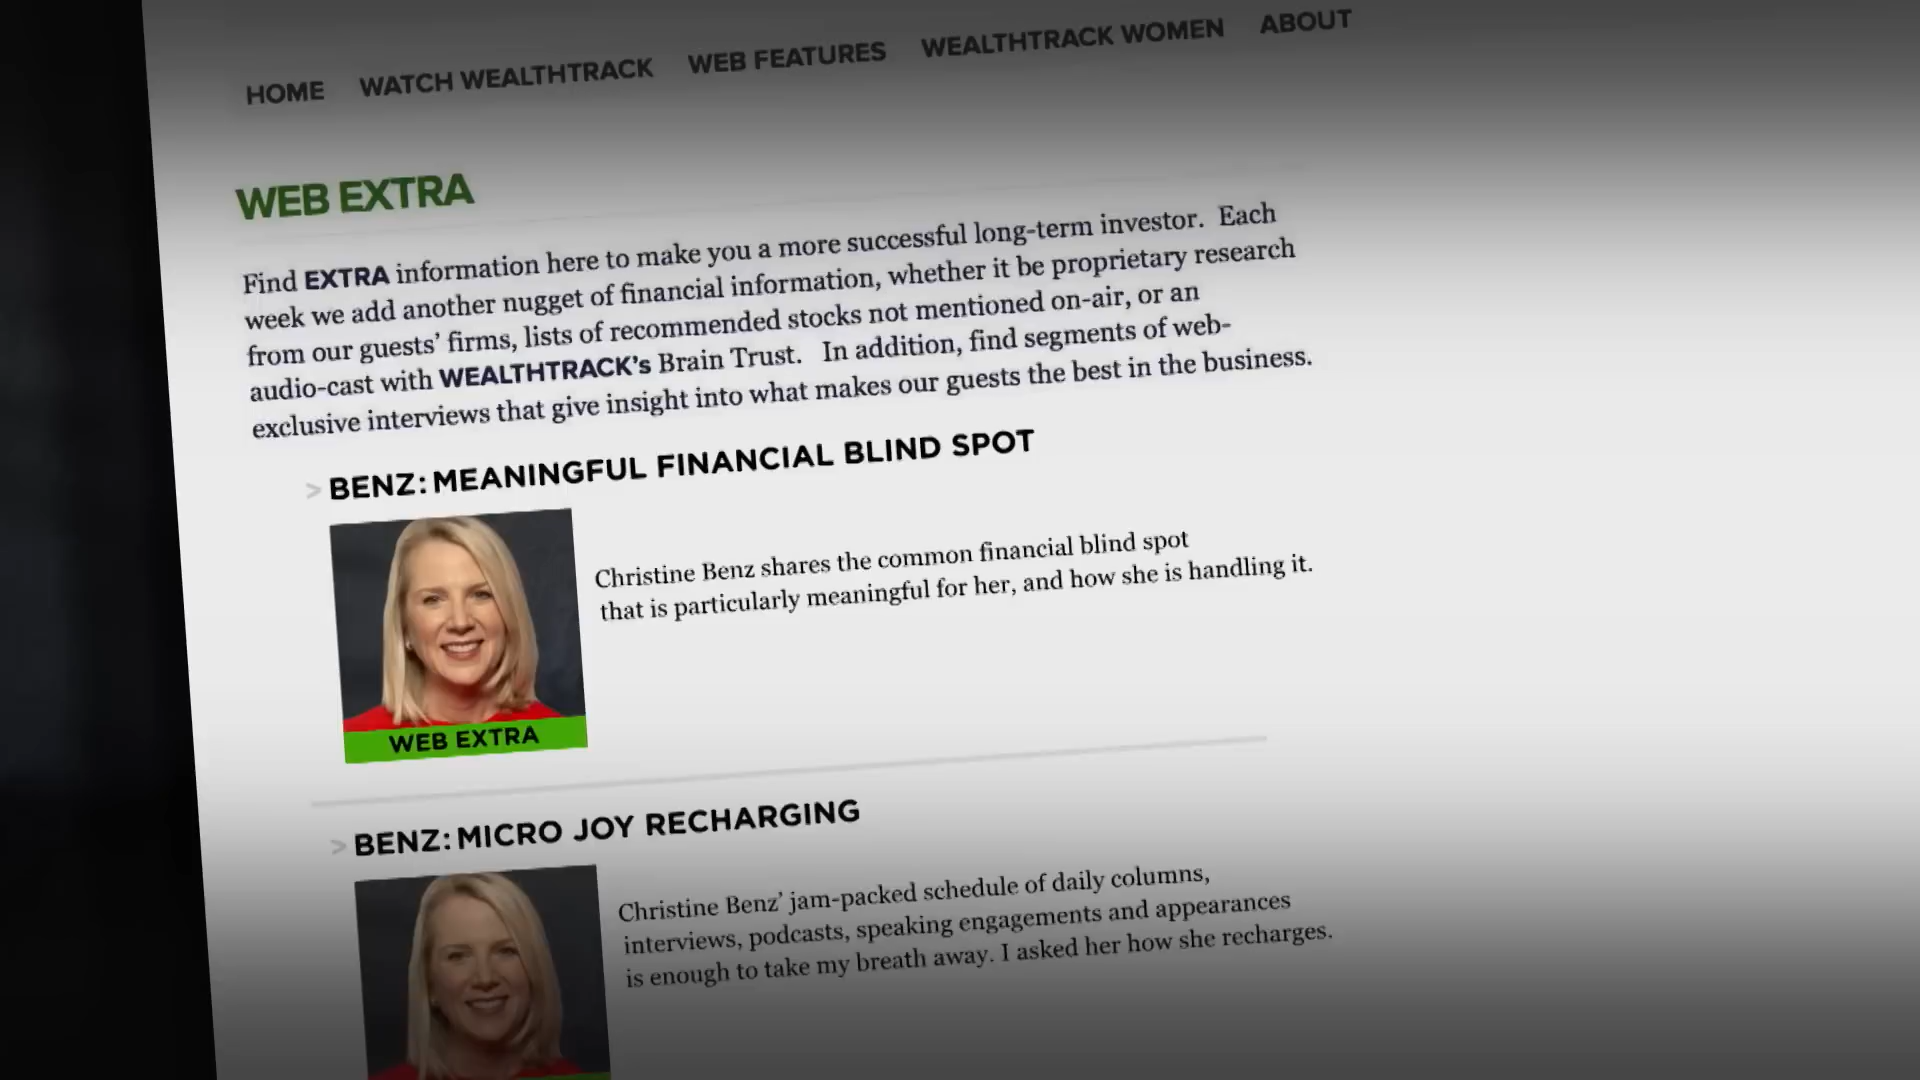 HOME WATCH WEALTHTRACK WEB FEATURES WEALTHTRACK WOMEN ABOUT
WEB EXTRA
Find EXTRA information here to make you a more successful long-term investor. Each
week we add another nugget of financial information, whether it be proprietary research
from our guests’ firms, lists of recommended stocks not mentioned on-air, or an
audio-cast with WEALTHTRACK’s Brain Trust. In addition, find segments of web-
exclusive interviews that give insight into what makes our guests the best in the business.
> BENZ: MEANINGFUL FINANCIAL BLIND SPOT
Christine Benz shares the common financial blind spot
that is particularly meaningful for her, and how she is handling it.
WEB EXTRA
> BENZ: MICRO JOY RECHARGING
Christine Benz’ jam-packed schedule of daily columns,
interviews, podcasts, speaking engagements and appearances
is enough to take my breath away. I asked her how she recharges.